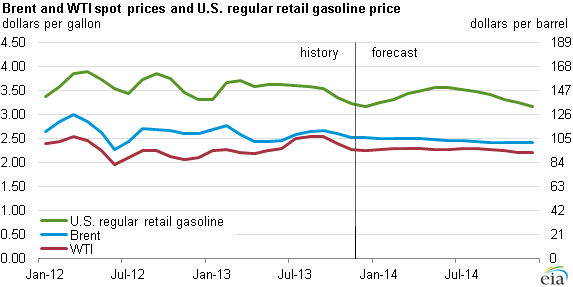 Brent and WTI spot prices and U.S. regular retail gasoline price
dollars per gallon dollars per barrel
4.50 189
4.00 168
3.50 147
3.00 126
2.50 105
2.00 84
1.50 63
1.00 42
0.50 21
0.00 0
history forecast
U.S. regular retail gasoline
Brent
WTI
Jan-12 Jul-12 Jan-13 Jul-13 Jan-14 Jul-14
eia